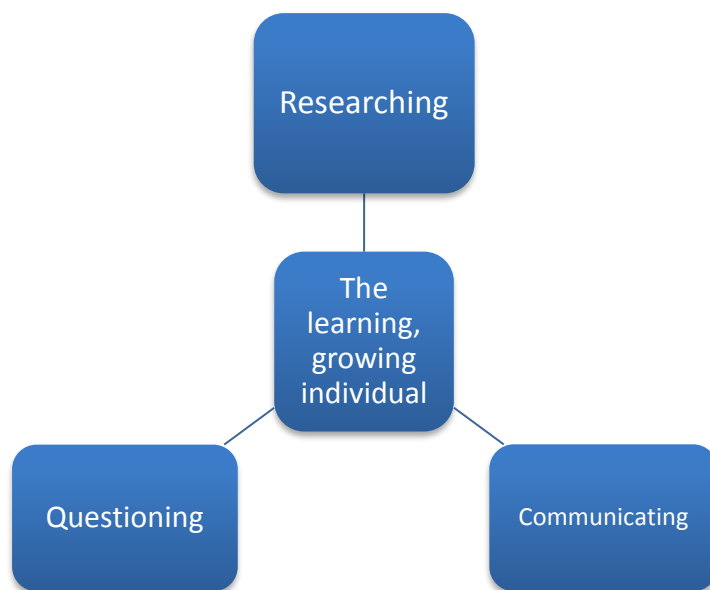 Researching
The
learning,
growing
individual
Questioning
Communicating